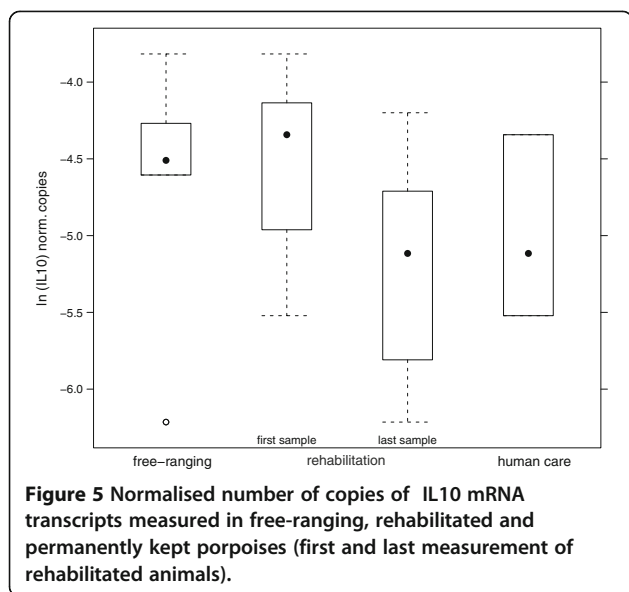 −4.0
−4.5
−5.0
−5.5
−6.0
ln (IL10) norm. copies
first sample
last sample
free−ranging
rehabilitation
human care
Figure 5 Normalised number of copies of IL10 mRNA
transcripts measured in free-ranging, rehabilitated and
permanently kept porpoises (first and last measurement of
rehabilitated animals).